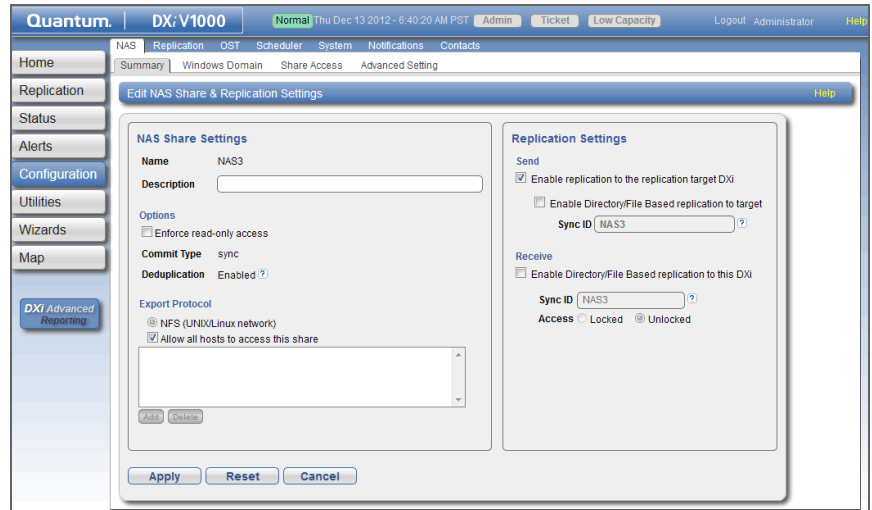 Quantum. DXi V1000 Normal Thu Dec 13 2012 - 6:40:20 AM PST Admin Ticket Low Capacity Logout Administrator Help
NAS Replication OST Scheduler System Notifications Contacts
Summary Windows Domain Share Access Advanced Setting
Home
Replication
Status
Alerts
Configuration
Utilities
Wizards
Map
DXi Advanced
Reporting
Edit NAS Share & Replication Settings Help
NAS Share Settings
Name NAS3
Description
Options
Enforce read-only access
Commit Type sync
Deduplication Enabled ?
Export Protocol
NFS (UNIX/Linux network)
Allow all hosts to access this share
Add Delete
Replication Settings
Send
Enable replication to the replication target DXi
Enable Directory/File Based replication to target
Sync ID NAS3 ?
Receive
Enable Directory/File Based replication to this DXi
Sync ID NAS3 ?
Access Locked Unlocked
Apply Reset Cancel